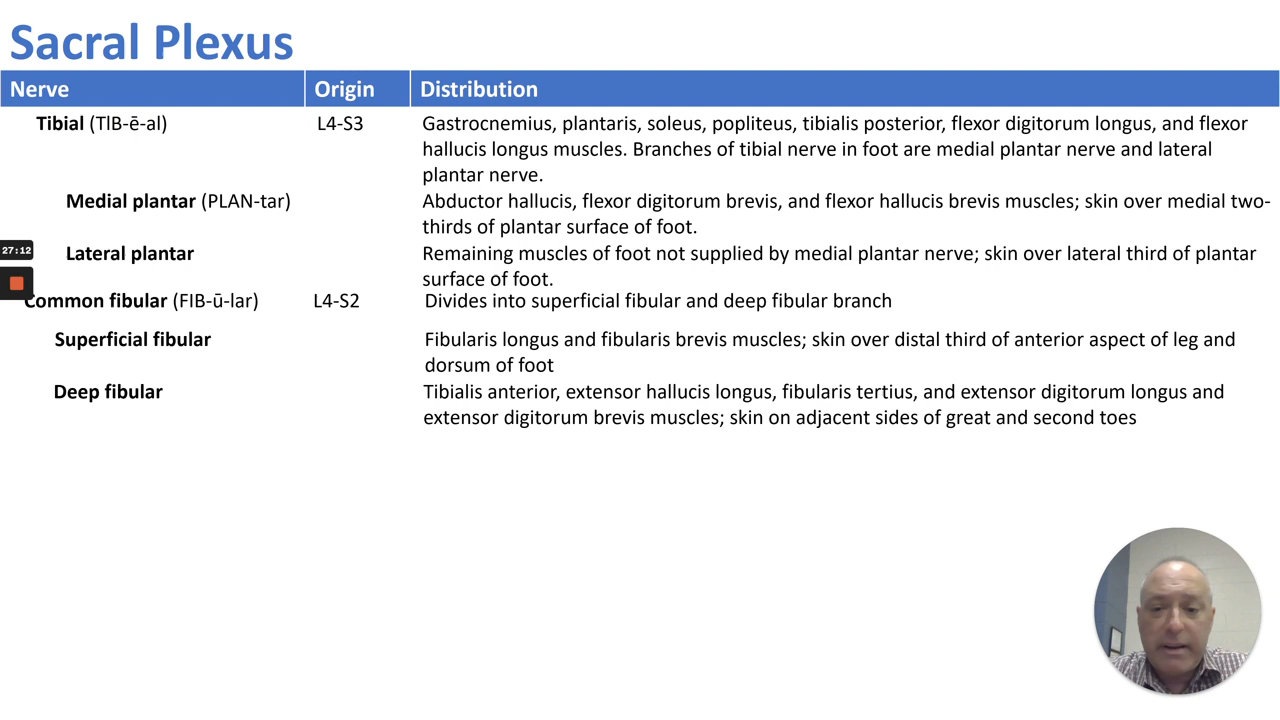 Sacral Plexus
Nerve Origin Distribution
Tibial (TIB-ē-al) L4-S3 Gastrocnemius, plantaris, soleus, popliteus, tibialis posterior, flexor digitorum longus, and flexor
hallucis longus muscles. Branches of tibial nerve in foot are medial plantar nerve and lateral
plantar nerve.
Medial plantar (PLAN-tar) Abductor hallucis, flexor digitorum brevis, and flexor hallucis brevis muscles; skin over medial two-
thirds of plantar surface of foot.
27:12
Lateral plantar Remaining muscles of foot not supplied by medial plantar nerve; skin over lateral third of plantar
surface of foot.
Common fibular (FIB-ū-lar) L4-S2 Divides into superficial fibular and deep fibular branch
Superficial fibular Fibularis longus and fibularis brevis muscles; skin over distal third of anterior aspect of leg and
dorsum of foot
Deep fibular Tibialis anterior, extensor hallucis longus, fibularis tertius, and extensor digitorum longus and
extensor digitorum brevis muscles; skin on adjacent sides of great and second toes